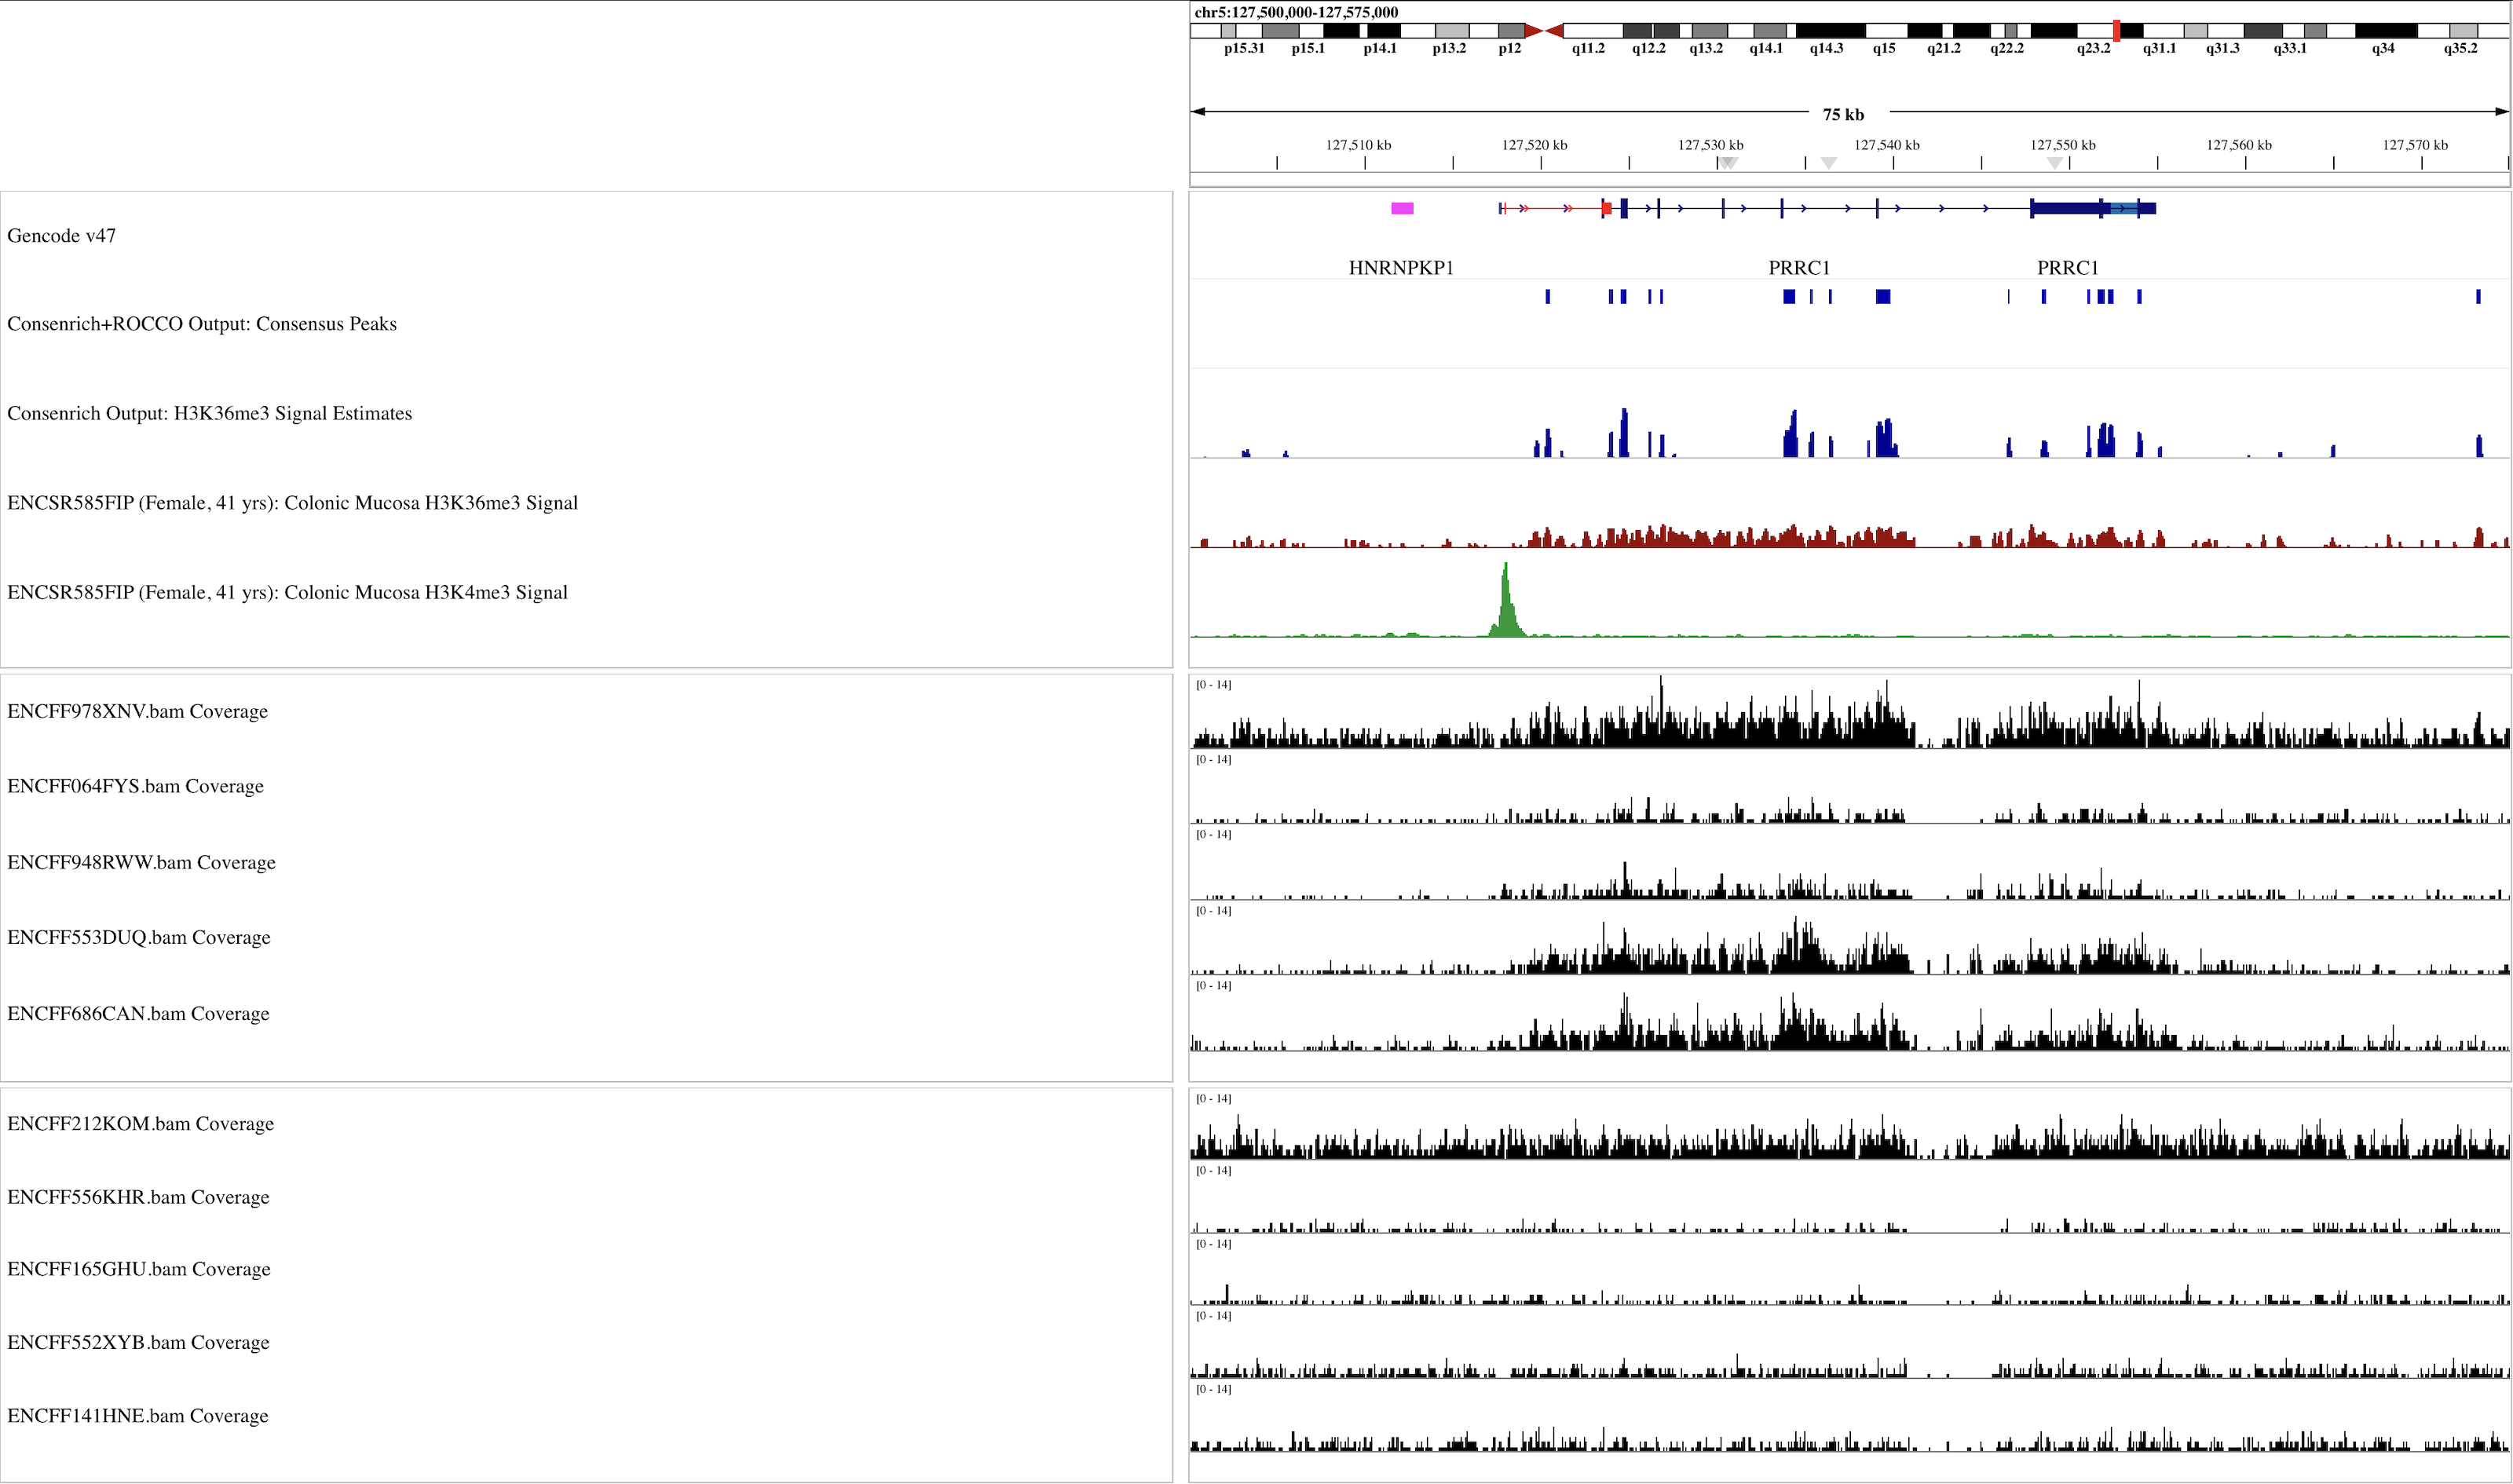 chr5:127,500,000-127,575,000
p15.31 p15.1 p14.1 p13.2 p12 q11.2 q12.2 q13.2 q14.1 q14.3 q15 q21.2 q22.2 q23.2 q31.1 q31.3 q33.1 q34 q35.2
75 kb
127,510 kb 127,520 kb 127,530 kb 127,540 kb 127,550 kb 127,560 kb 127,570 kb
Gencode v47
HNRNPKP1 PRRC1 PRRC1
Consenrich+ROCCO Output: Consensus Peaks
Consenrich Output: H3K36me3 Signal Estimates
ENCSR585FIP (Female, 41 yrs): Colonic Mucosa H3K36me3 Signal
ENCSR585FIP (Female, 41 yrs): Colonic Mucosa H3K4me3 Signal
[0 - 14]
ENCFF978XNV.bam Coverage
[0 - 14]
ENCFF064FYS.bam Coverage
[0 - 14]
ENCFF948RWW.bam Coverage
[0 - 14]
ENCFF553DUQ.bam Coverage
[0 - 14]
ENCFF686CAN.bam Coverage
[0 - 14]
ENCFF212KOM.bam Coverage
[0 - 14]
ENCFF556KHR.bam Coverage
[0 - 14]
ENCFF165GHU.bam Coverage
[0 - 14]
ENCFF552XYB.bam Coverage
[0 - 14]
ENCFF141HNE.bam Coverage